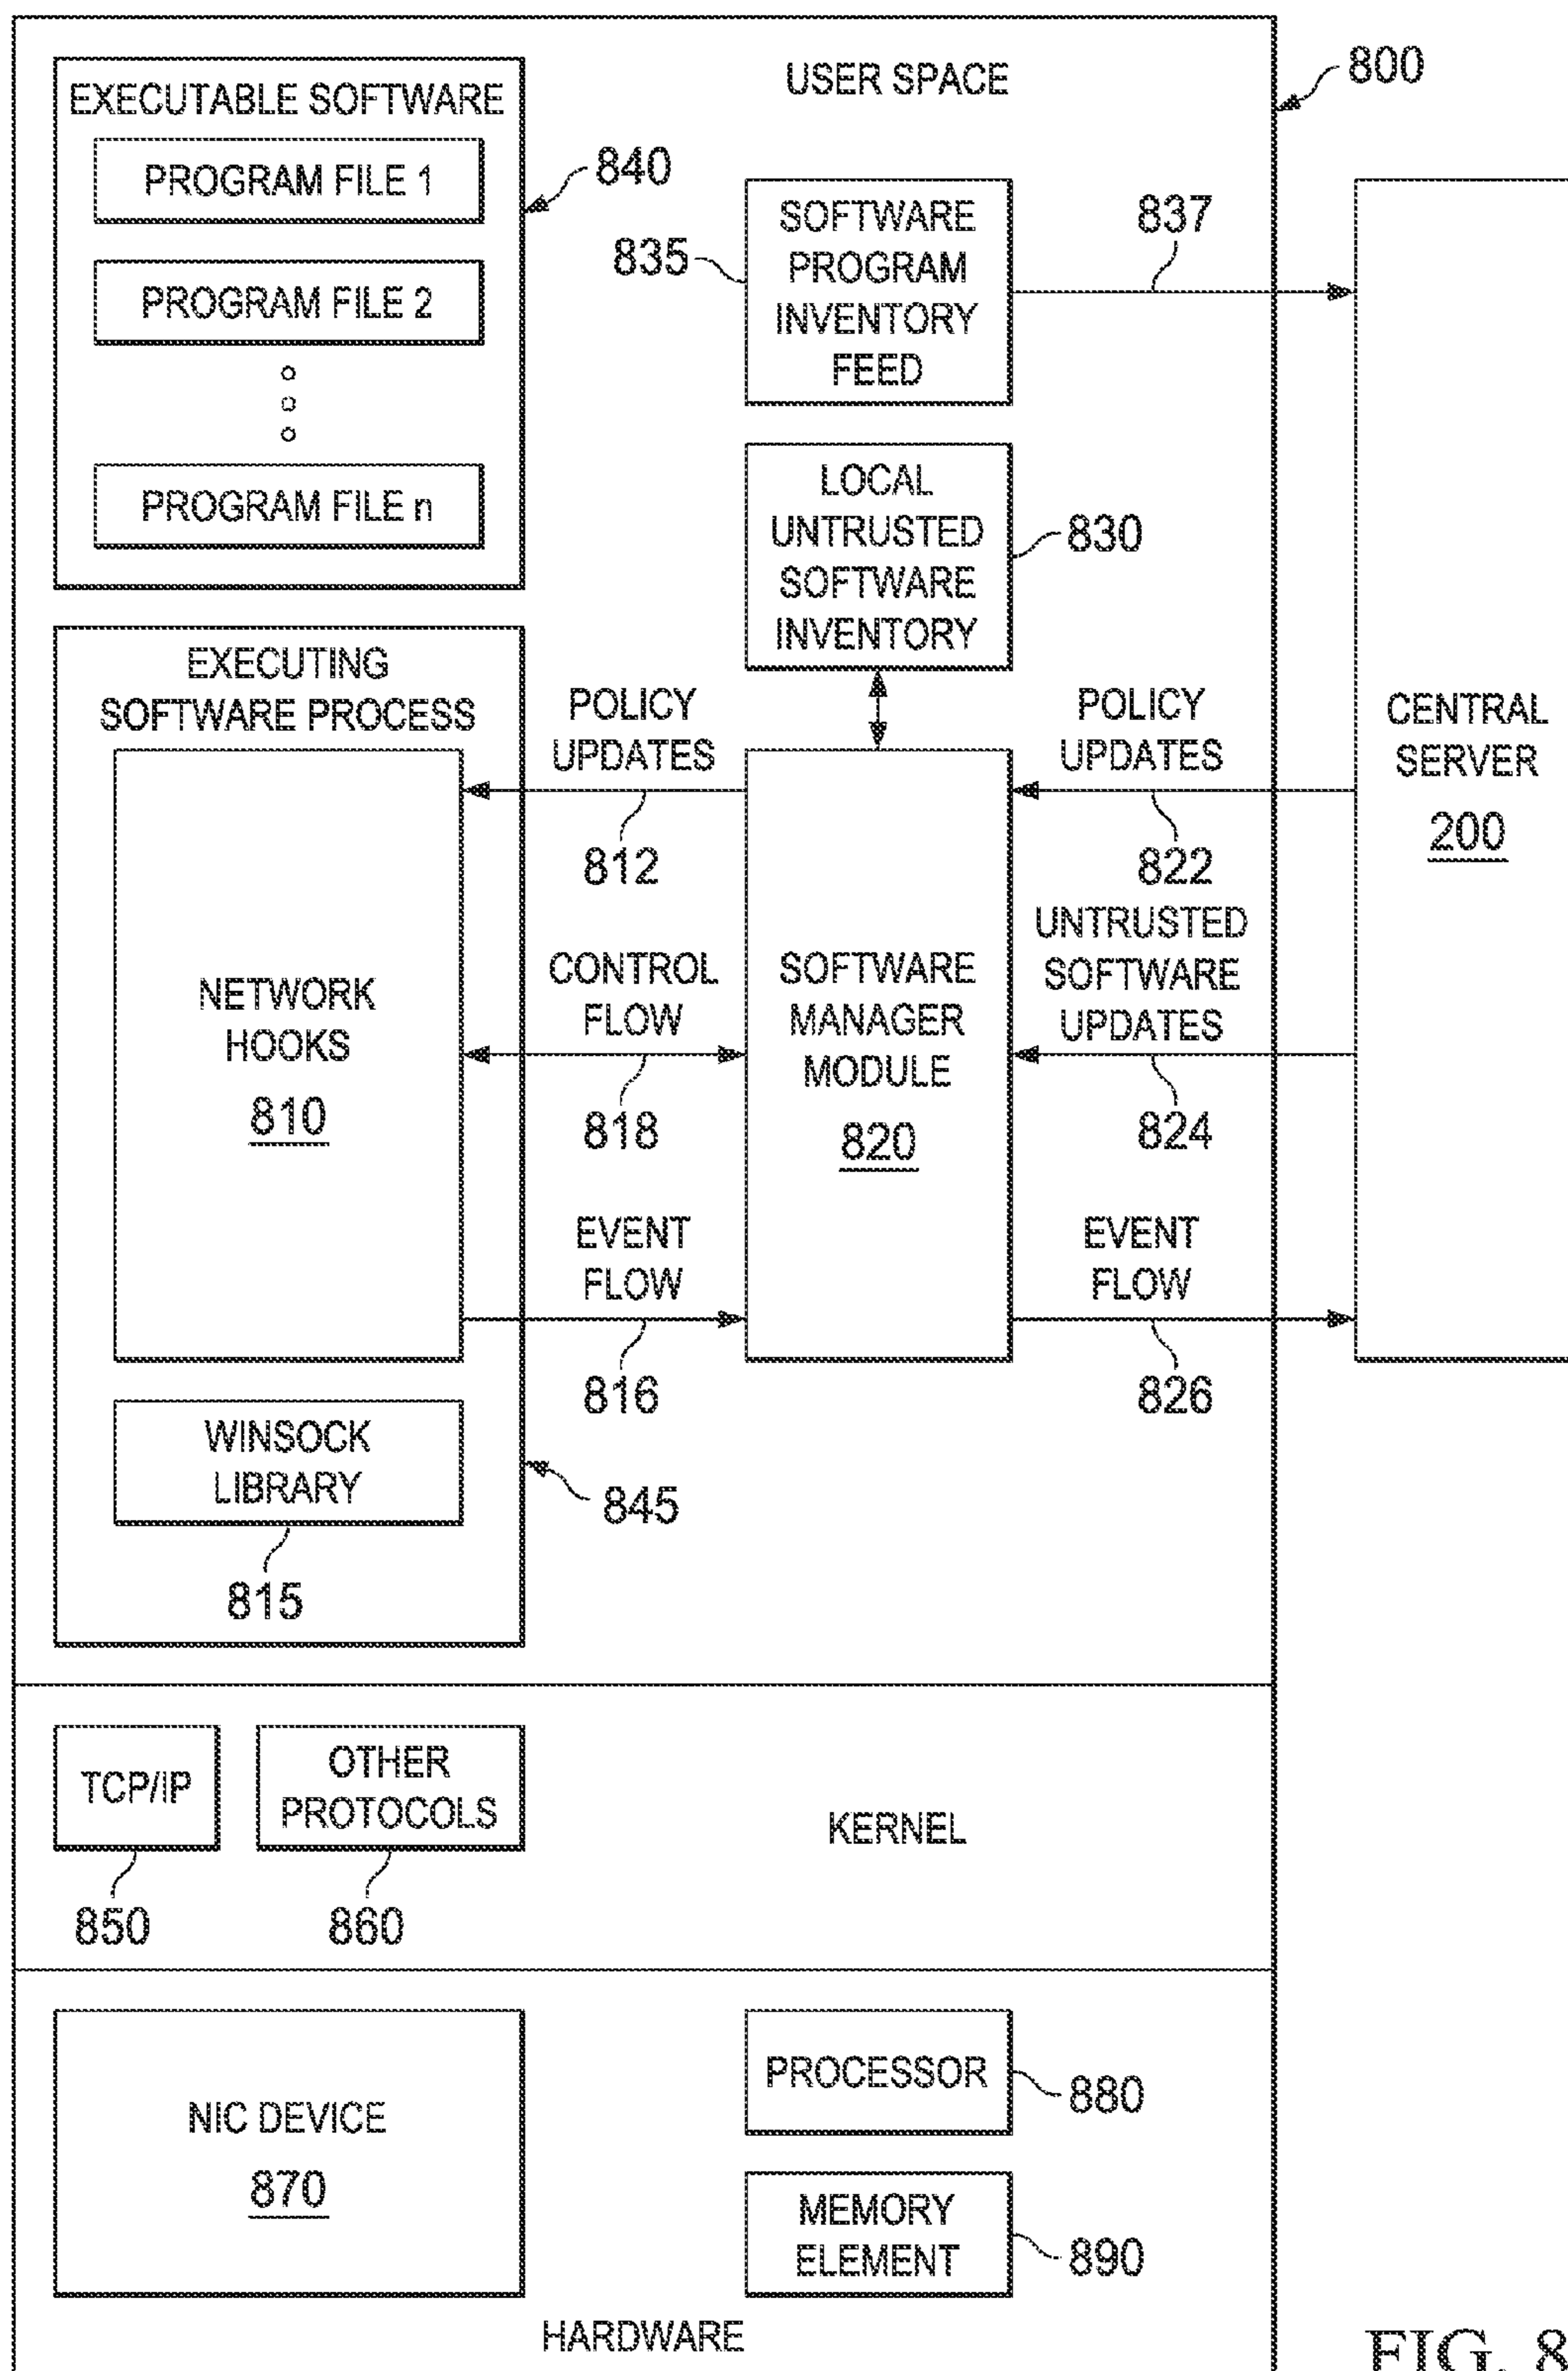 USER SPACE
800
EXECUTABLE SOFTWARE
PROGRAM FILE 1
PROGRAM FILE 2
PROGRAM FILE n
840
SOFTWARE
PROGRAM
INVENTORY
FEED
835
837
LOCAL
UNTRUSTED
SOFTWARE
INVENTORY
830
EXECUTING
SOFTWARE PROCESS
NETWORK
HOOKS
810
POLICY
UPDATES
812
CONTROL
FLOW
818
EVENT
FLOW
816
SOFTWARE
MANAGER
MODULE
820
POLICY
UPDATES
822
UNTRUSTED
SOFTWARE
UPDATES
824
EVENT
FLOW
826
CENTRAL
SERVER
200
WINSOCK
LIBRARY
815
845
TCP/IP
850
OTHER
PROTOCOLS
860
KERNEL
NIC DEVICE
870
PROCESSOR
880
MEMORY
ELEMENT
890
HARDWARE
FIG. 8